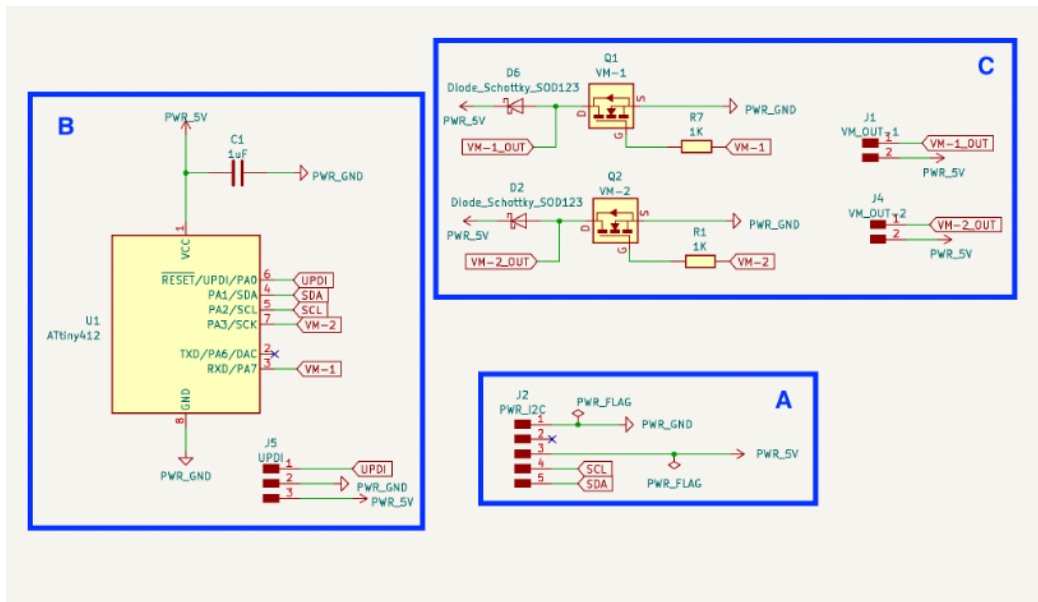 B
PWR_5V
C1
1uF
PWR_GND
1
VCC
U1
ATtiny412
RESET/UPDI/PA0 6 UPDI
PA1/SDA 4 SDA
PA2/SCL 5 SCL
PA3/SCK 7 VM-2
TXD/PA6/DAC 2
RXD/PA7 3 VM-1
GND
8
PWR_GND
J5
UPDI
1 UPDI
2 PWR_GND
3 PWR_5V
C
Q1
VM-1
D6
Diode_Schottky_SOD123
PWR_5V
D
S
G
PWR_GND
VM-1_OUT
R7
1K
VM-1
Q2
VM-2
D2
Diode_Schottky_SOD123
PWR_5V
D
S
G
PWR_GND
VM-2_OUT
R1
1K
VM-2
J1
VM_OUT_1
1 VM-1_OUT
2
PWR_5V
J4
VM_OUT_2
1 VM-2_OUT
2
PWR_5V
A
J2
PWR_I2C
PWR_FLAG
1 PWR_GND
2
3 PWR_5V
4 SCL
5 SDA
PWR_FLAG